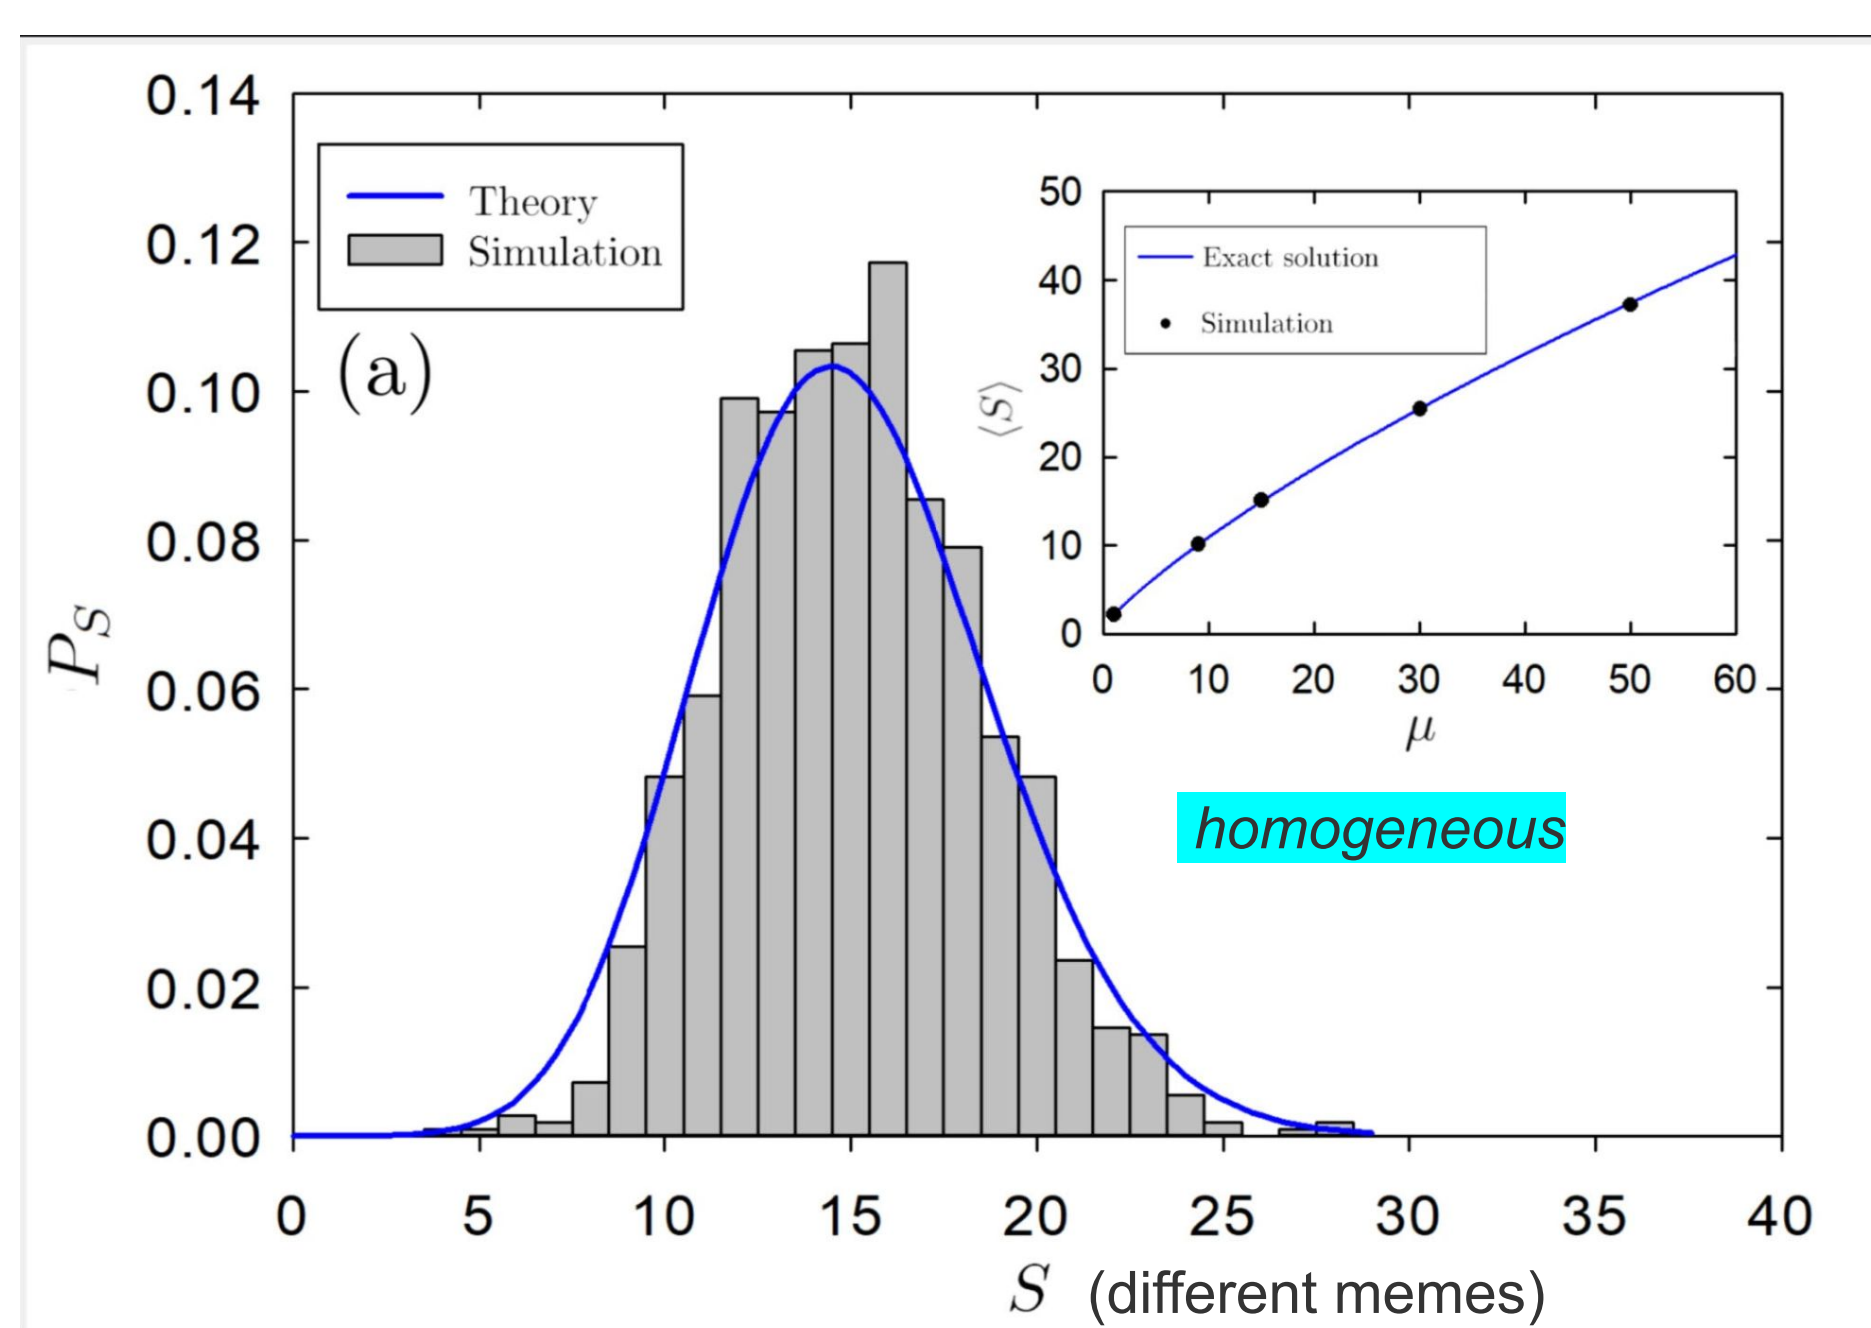 0.14
0.12
0.10
0.08
0.06
0.04
0.02
0.00
P_S
Theory
Simulation
(a)
50
40
30
20
10
0
⟨S⟩
Exact solution
Simulation
0 10 20 30 40 50 60
μ
homogeneous
0 5 10 15 20 25 30 35 40
S (different memes)